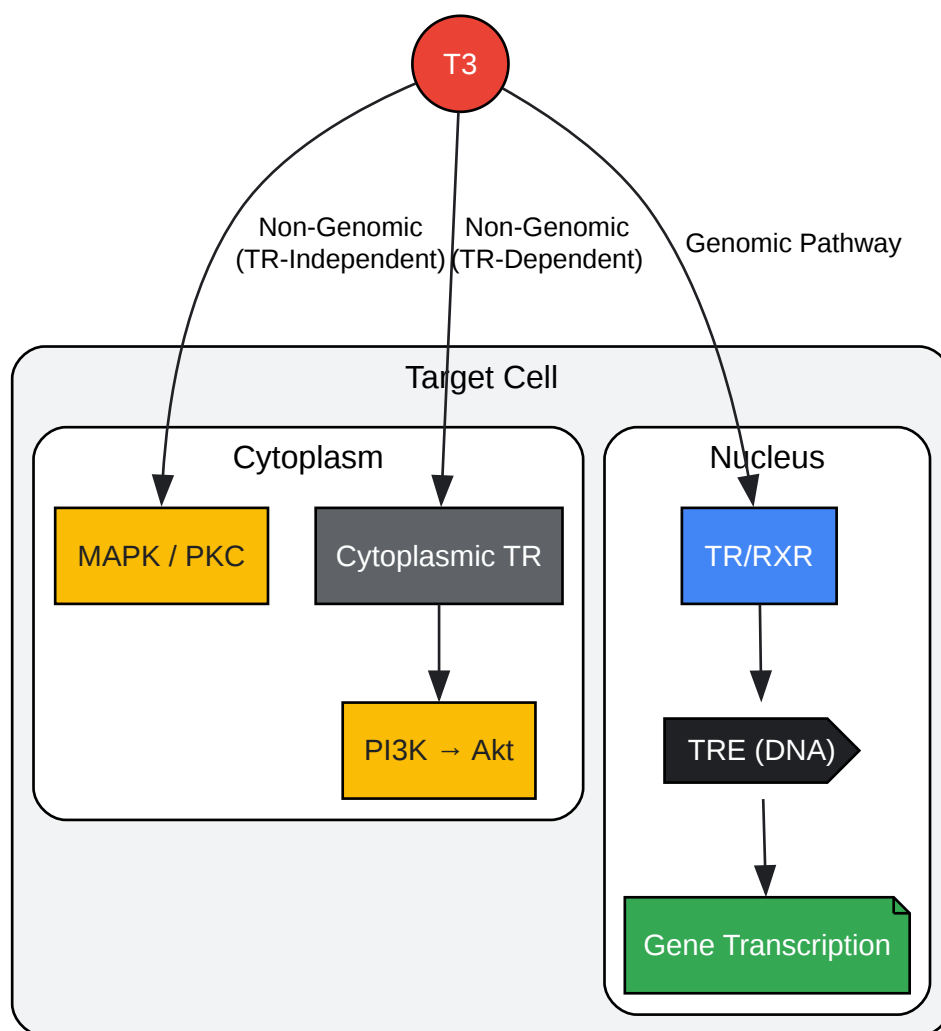 T3
Non-Genomic
(TR-Independent)
Non-Genomic
(TR-Dependent)
Genomic Pathway
Target Cell
Cytoplasm
Nucleus
MAPK / PKC
Cytoplasmic TR
TR/RXR
PI3K → Akt
TRE (DNA)
Gene Transcription